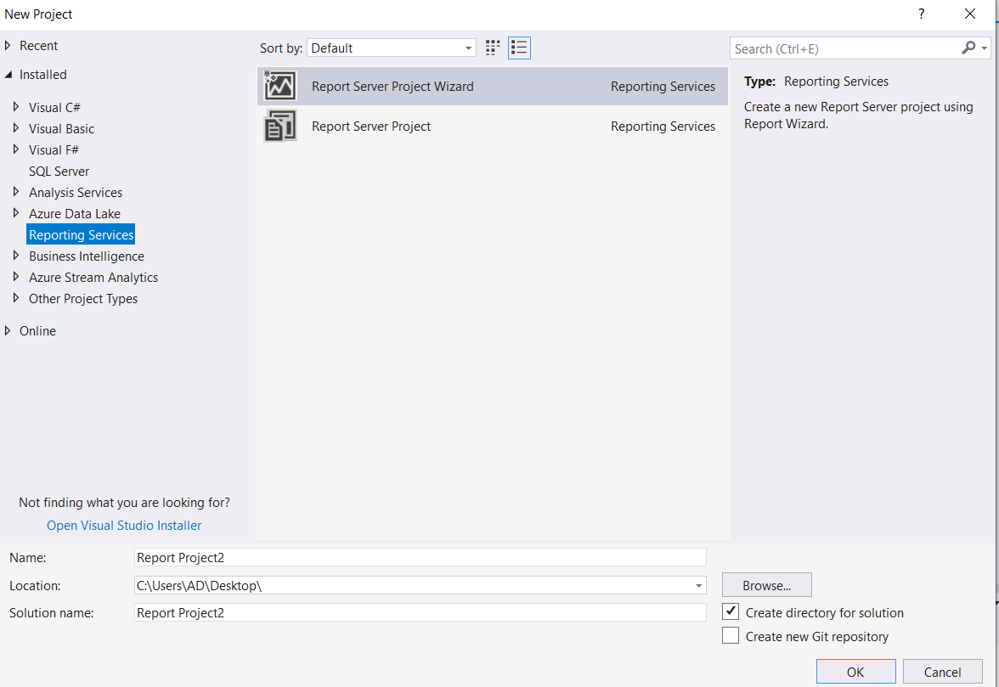 New Project
?
Recent
Installed
Visual C#
Visual Basic
Visual F#
SQL Server
Analysis Services
Azure Data Lake
Reporting Services
Business Intelligence
Azure Stream Analytics
Other Project Types
Online
Not finding what you are looking for?
Open Visual Studio Installer
Sort by: Default
Report Server Project Wizard Reporting Services
Report Server Project Reporting Services
Search (Ctrl+E)
Type: Reporting Services
Create a new Report Server project using
Report Wizard.
Name: Report Project2
Location: C:\Users\AD\Desktop\
Browse...
Solution name: Report Project2
Create directory for solution
Create new Git repository
OK Cancel